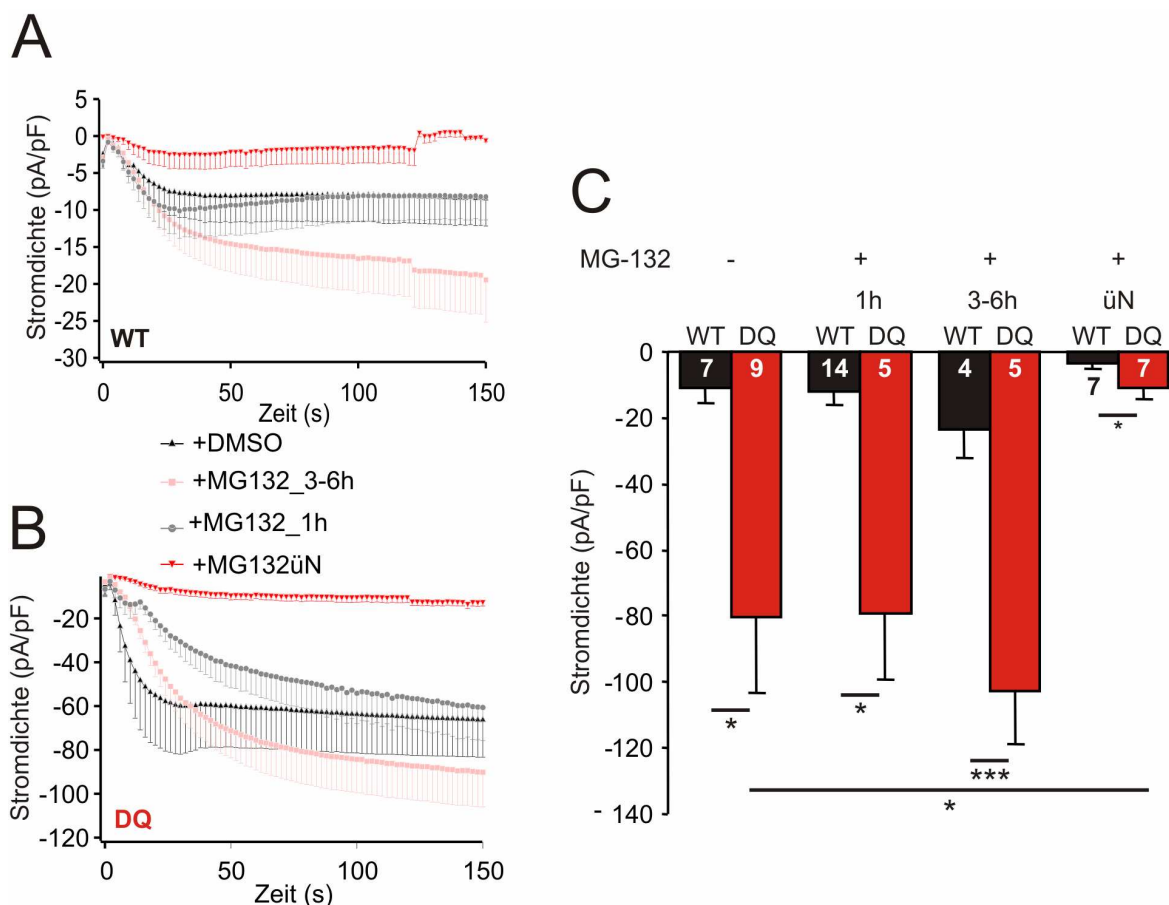 A
5
0
-5
-10
-15
-20
-25
-30
Stromdichte (pA/pF)
WT
0 50 100 150
Zeit (s)
+DMSO
+MG132_3-6h
+MG132_1h
+MG132üN
B
-20
-40
-60
-80
-100
-120
Stromdichte (pA/pF)
DQ
0 50 100 150
Zeit (s)
C
MG-132 - + + +
1h 3-6h üN
WT DQ WT DQ WT DQ WT DQ
7 9 14 5 4 5 7 7
0
-20
-40
-60
-80
-100
-120
- 140
Stromdichte (pA/pF)
*
*
*
***
*